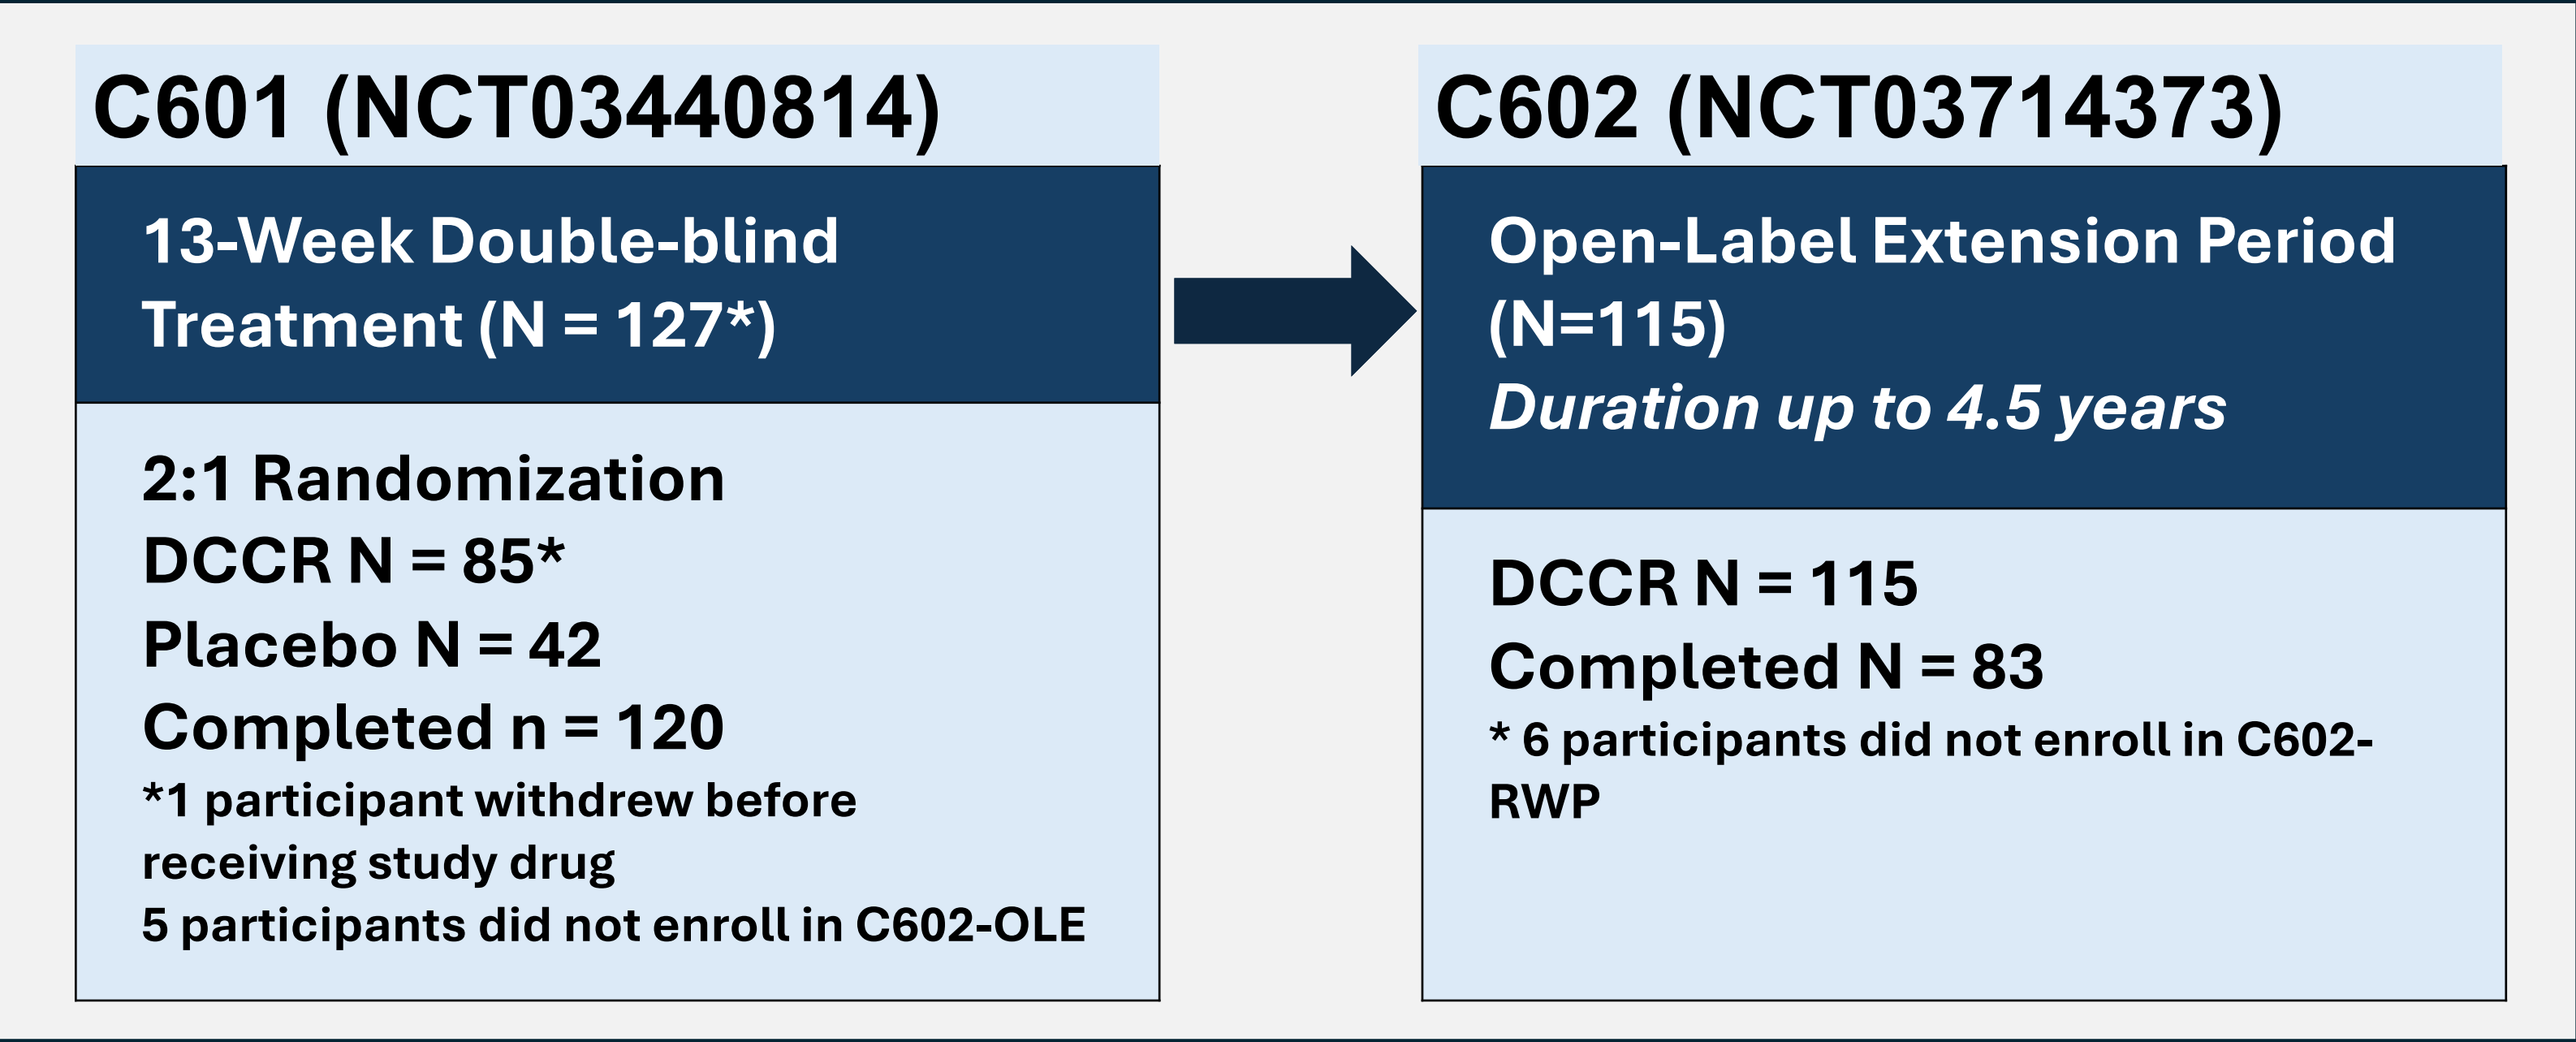 C601 (NCT03440814)
13-Week Double-blind
Treatment (N = 127*)
2:1 Randomization
DCCR N = 85*
Placebo N = 42
Completed n = 120
*1 participant withdrew before
receiving study drug
5 participants did not enroll in C602-OLE
C602 (NCT03714373)
Open-Label Extension Period
(N=115)
Duration up to 4.5 years
DCCR N = 115
Completed N = 83
* 6 participants did not enroll in C602-
RWP